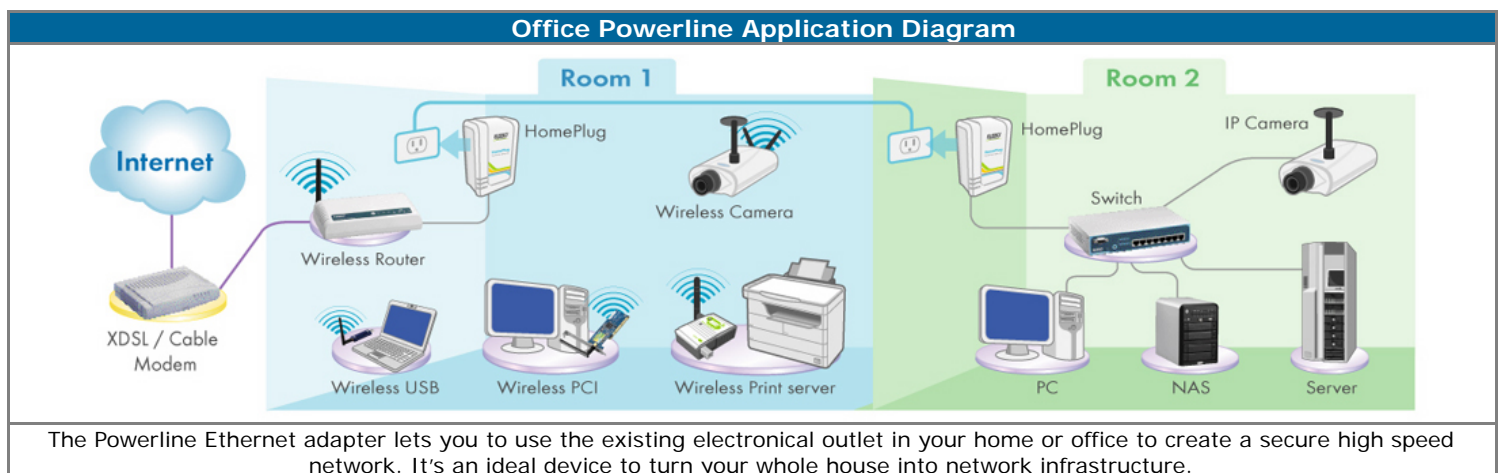 Office Powerline Application Diagram
Room 1
Room 2
HomePlug
HomePlug
IP Camera
Internet
Switch
Wireless Camera
Wireless Router
XDSL / Cable
Modem
Wireless USB
Wireless PCI
Wireless Print server
PC
NAS
Server
The Powerline Ethernet adapter lets you to use the existing electronical outlet in your home or office to create a secure high speed
network. It's an ideal device to turn your whole house into network infrastructure.